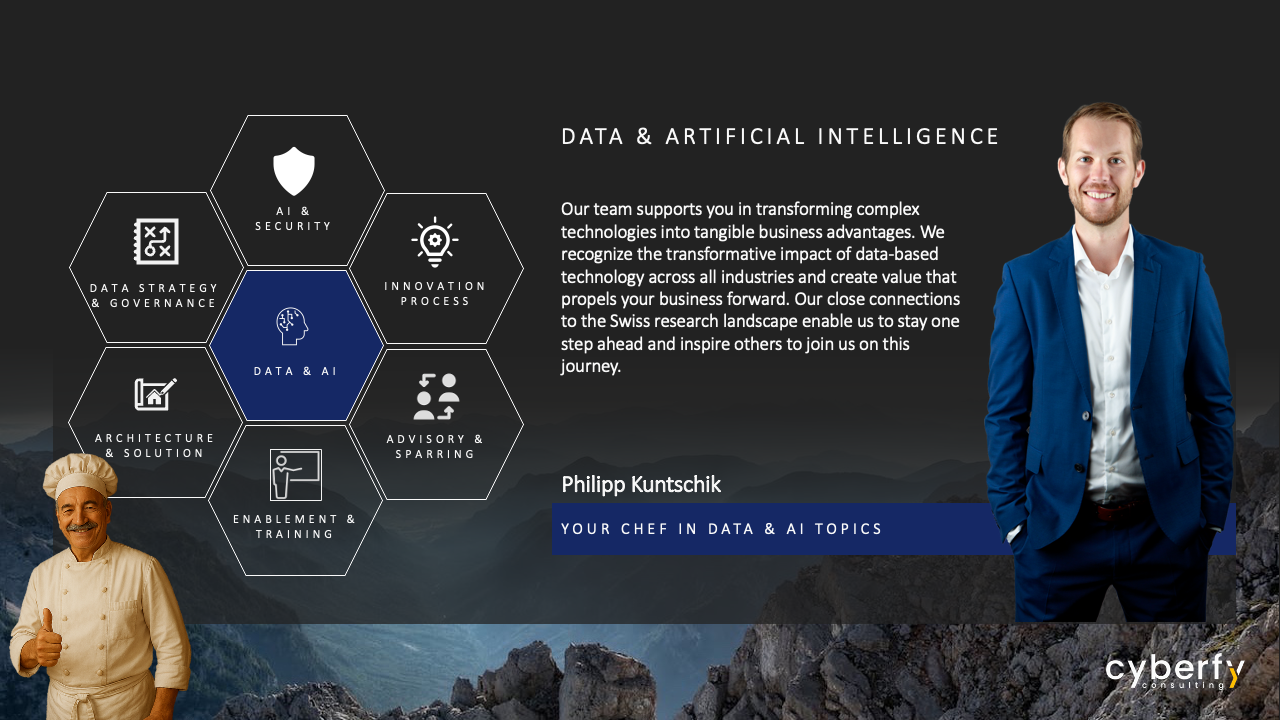 AI &
SECURITY
DATA STRATEGY
& GOVERNANCE
INNOVATION
PROCESS
DATA & AI
ARCHITECTURE
& SOLUTION
ADVISORY &
SPARRING
ENABLEMENT &
TRAINING
DATA & ARTIFICIAL INTELLIGENCE
Our team supports you in transforming complex
technologies into tangible business advantages. We
recognize the transformative impact of data-based
technology across all industries and create value that
propels your business forward. Our close connections
to the Swiss research landscape enable us to stay one
step ahead and inspire others to join us on this
journey.
Philipp Kuntschik
YOUR CHEF IN DATA & AI TOPICS
cyberfy
consulting